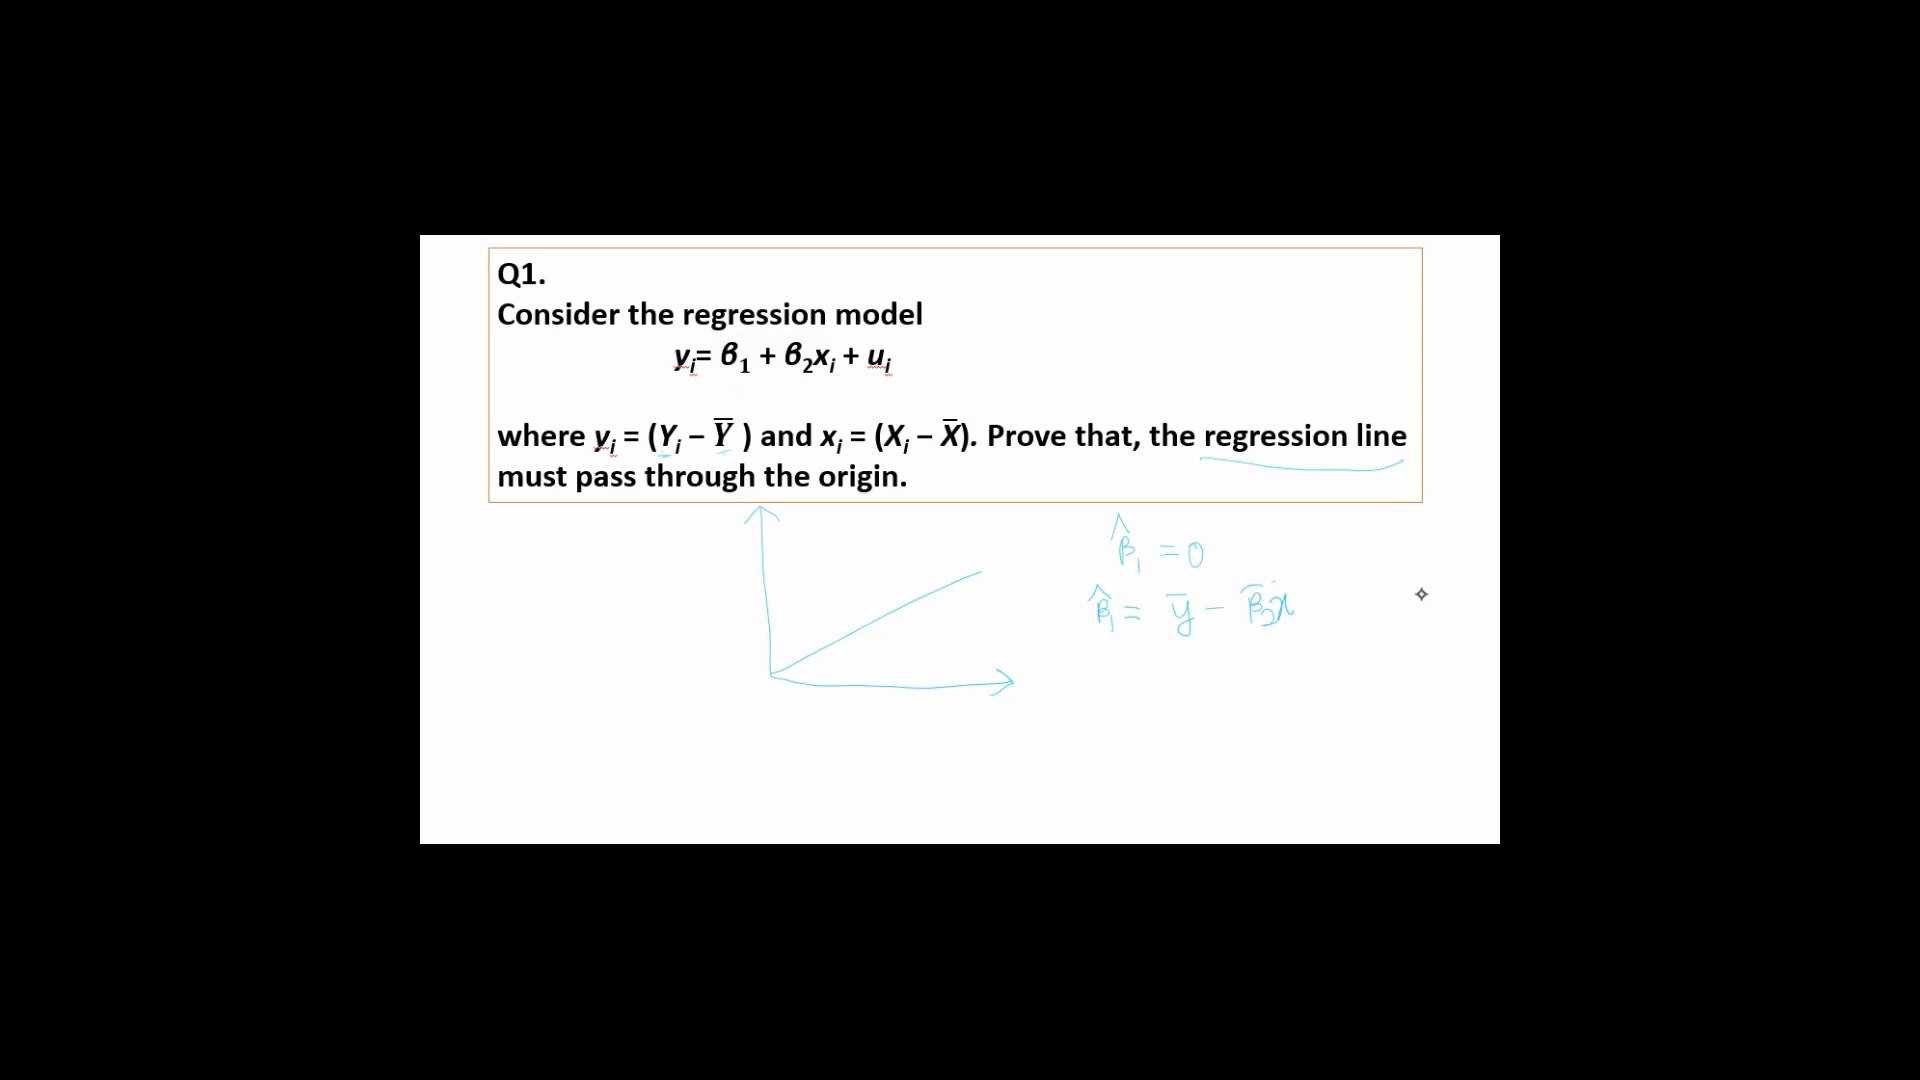 Q1.
Consider the regression model
yᵢ= β₁ + β₂xᵢ + uᵢ
where yᵢ = (Yᵢ – Y̅ ) and xᵢ = (Xᵢ – X̅). Prove that, the regression line
must pass through the origin.
β̂₁ = 0
β̂₁ = y̅ – β̅₂x